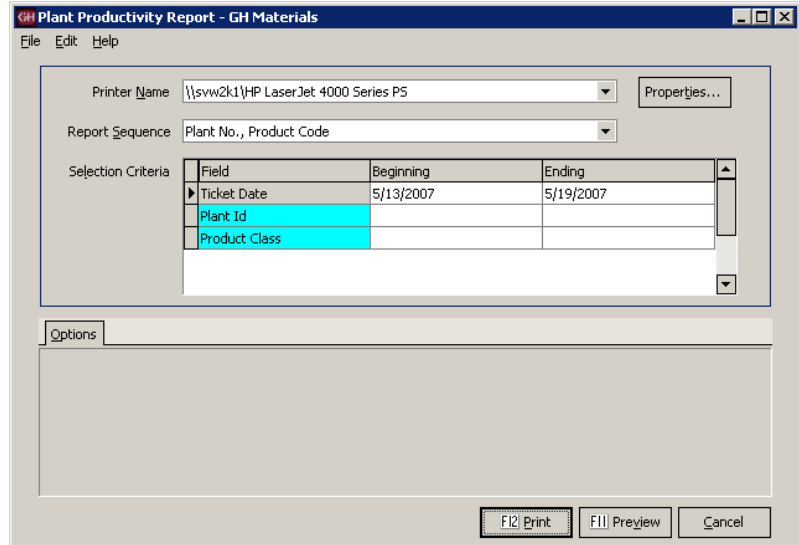 GH Plant Productivity Report - GH Materials
File Edit Help
Printer Name \\svw2k1\HP LaserJet 4000 Series PS Properties...
Report Sequence Plant No., Product Code
Selection Criteria Field Beginning Ending
Ticket Date 5/13/2007 5/19/2007
Plant Id
Product Class
Options
F12 Print F11 Preview Cancel